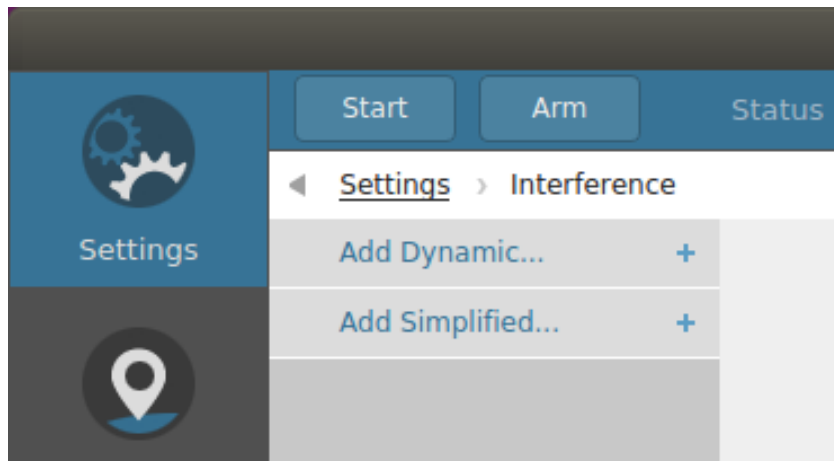 Start Arm Status
Settings › Interference
Settings
Add Dynamic... +
Add Simplified... +